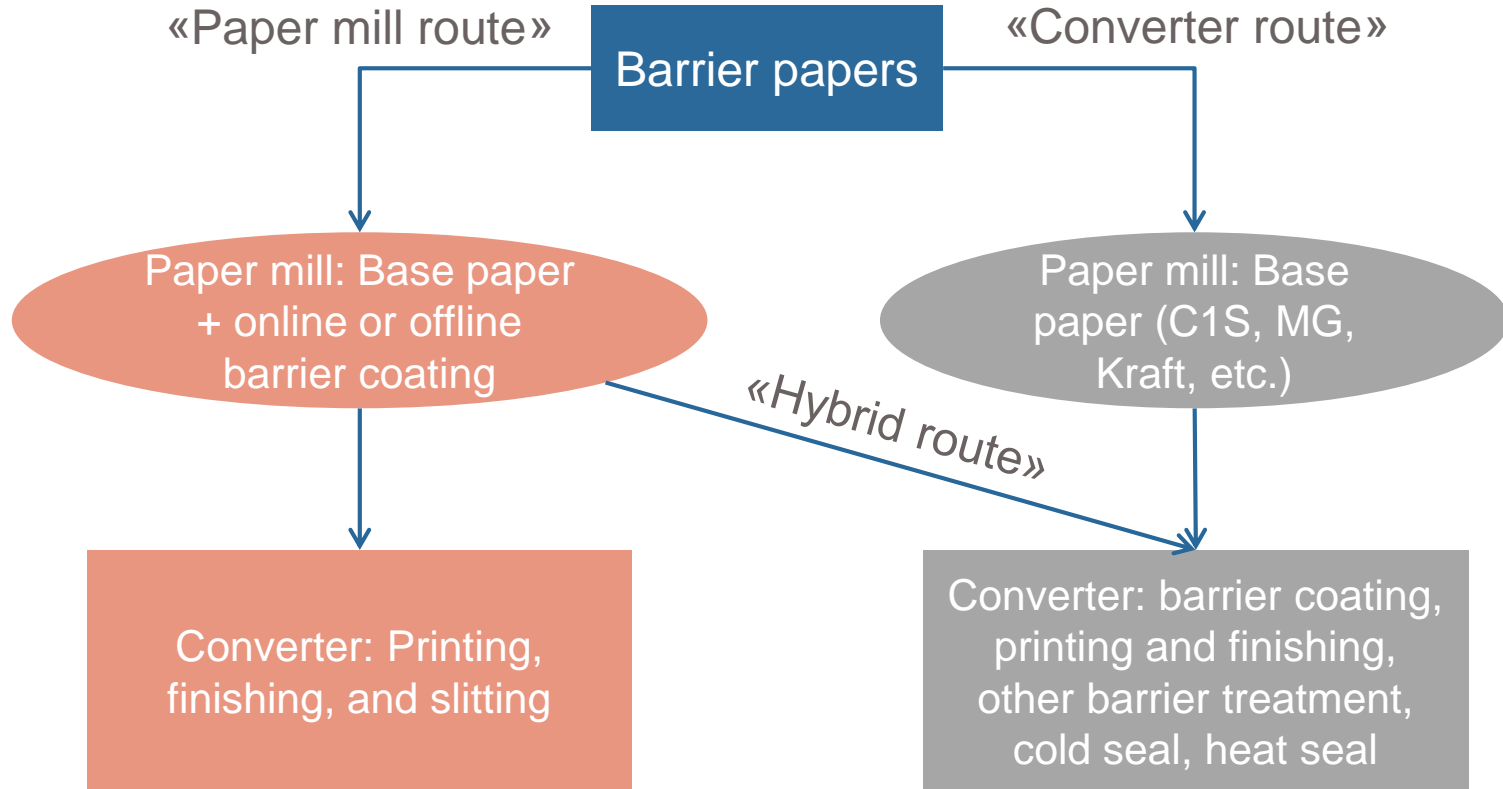 «Paper mill route»
Barrier papers
«Converter route»
Paper mill: Base paper
+ online or offline
barrier coating
Paper mill: Base
paper (C1S, MG,
Kraft, etc.)
«Hybrid route»
Converter: Printing,
finishing, and slitting
Converter: barrier coating,
printing and finishing,
other barrier treatment,
cold seal, heat seal